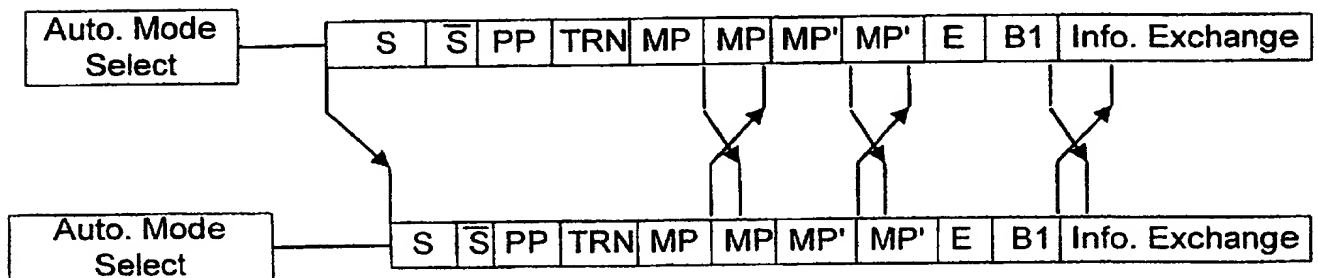 Auto. Mode
Select
S S̅ PP TRN MP MP MP' MP' E B1 Info. Exchange
Auto. Mode
Select
S S̅ PP TRN MP MP MP' MP' E B1 Info. Exchange